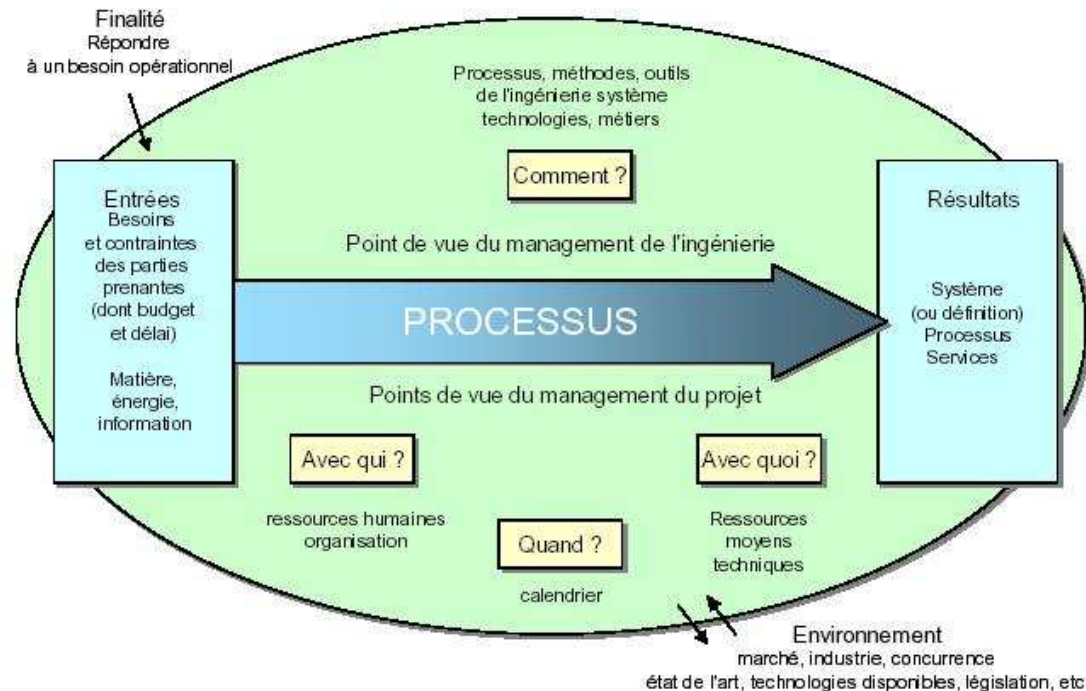 Finalité
Répondre
à un besoin opérationnel
Processus, méthodes, outils
de l'ingénierie système
technologies, métiers
Comment ?
Entrées
Besoins
et contraintes
des parties
prenantes
(dont budget
et délai)
Matière,
énergie,
information
Point de vue du management de l'ingénierie
PROCESSUS
Points de vue du management du projet
Résultats
Système
(ou définition)
Processus
Services
Avec qui ?
ressources humaines
organisation
Quand ?
calendrier
Avec quoi ?
Ressources
moyens
techniques
Environnement
marché, industrie, concurrence
état de l'art, technologies disponibles, législation, etc